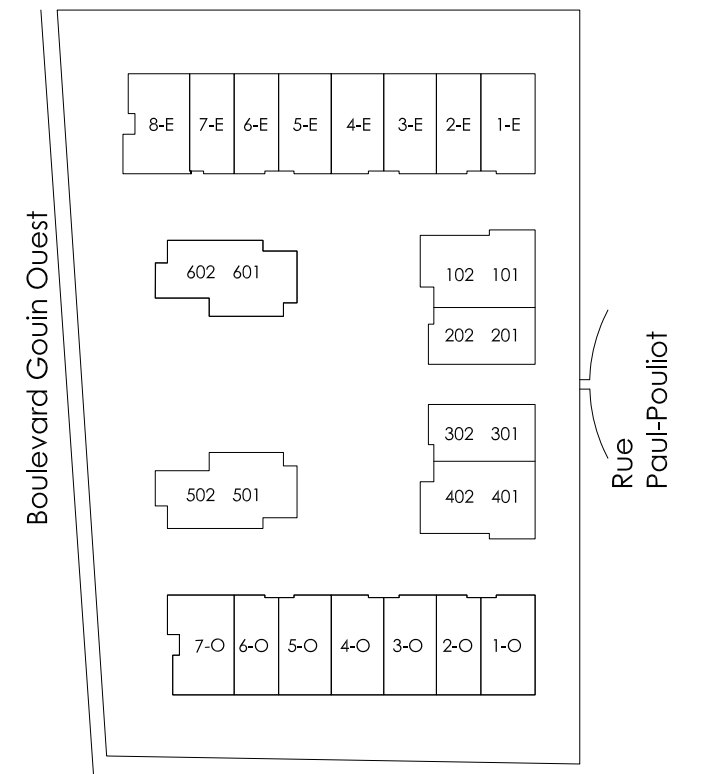 8-E 7-E 6-E 5-E 4-E 3-E 2-E 1-E
602 601
102 101
202 201
302 301
502 501
402 401
7-O 6-O 5-O 4-O 3-O 2-O 1-O
Boulevard Gouin Ouest
Rue
Paul-Pouliot